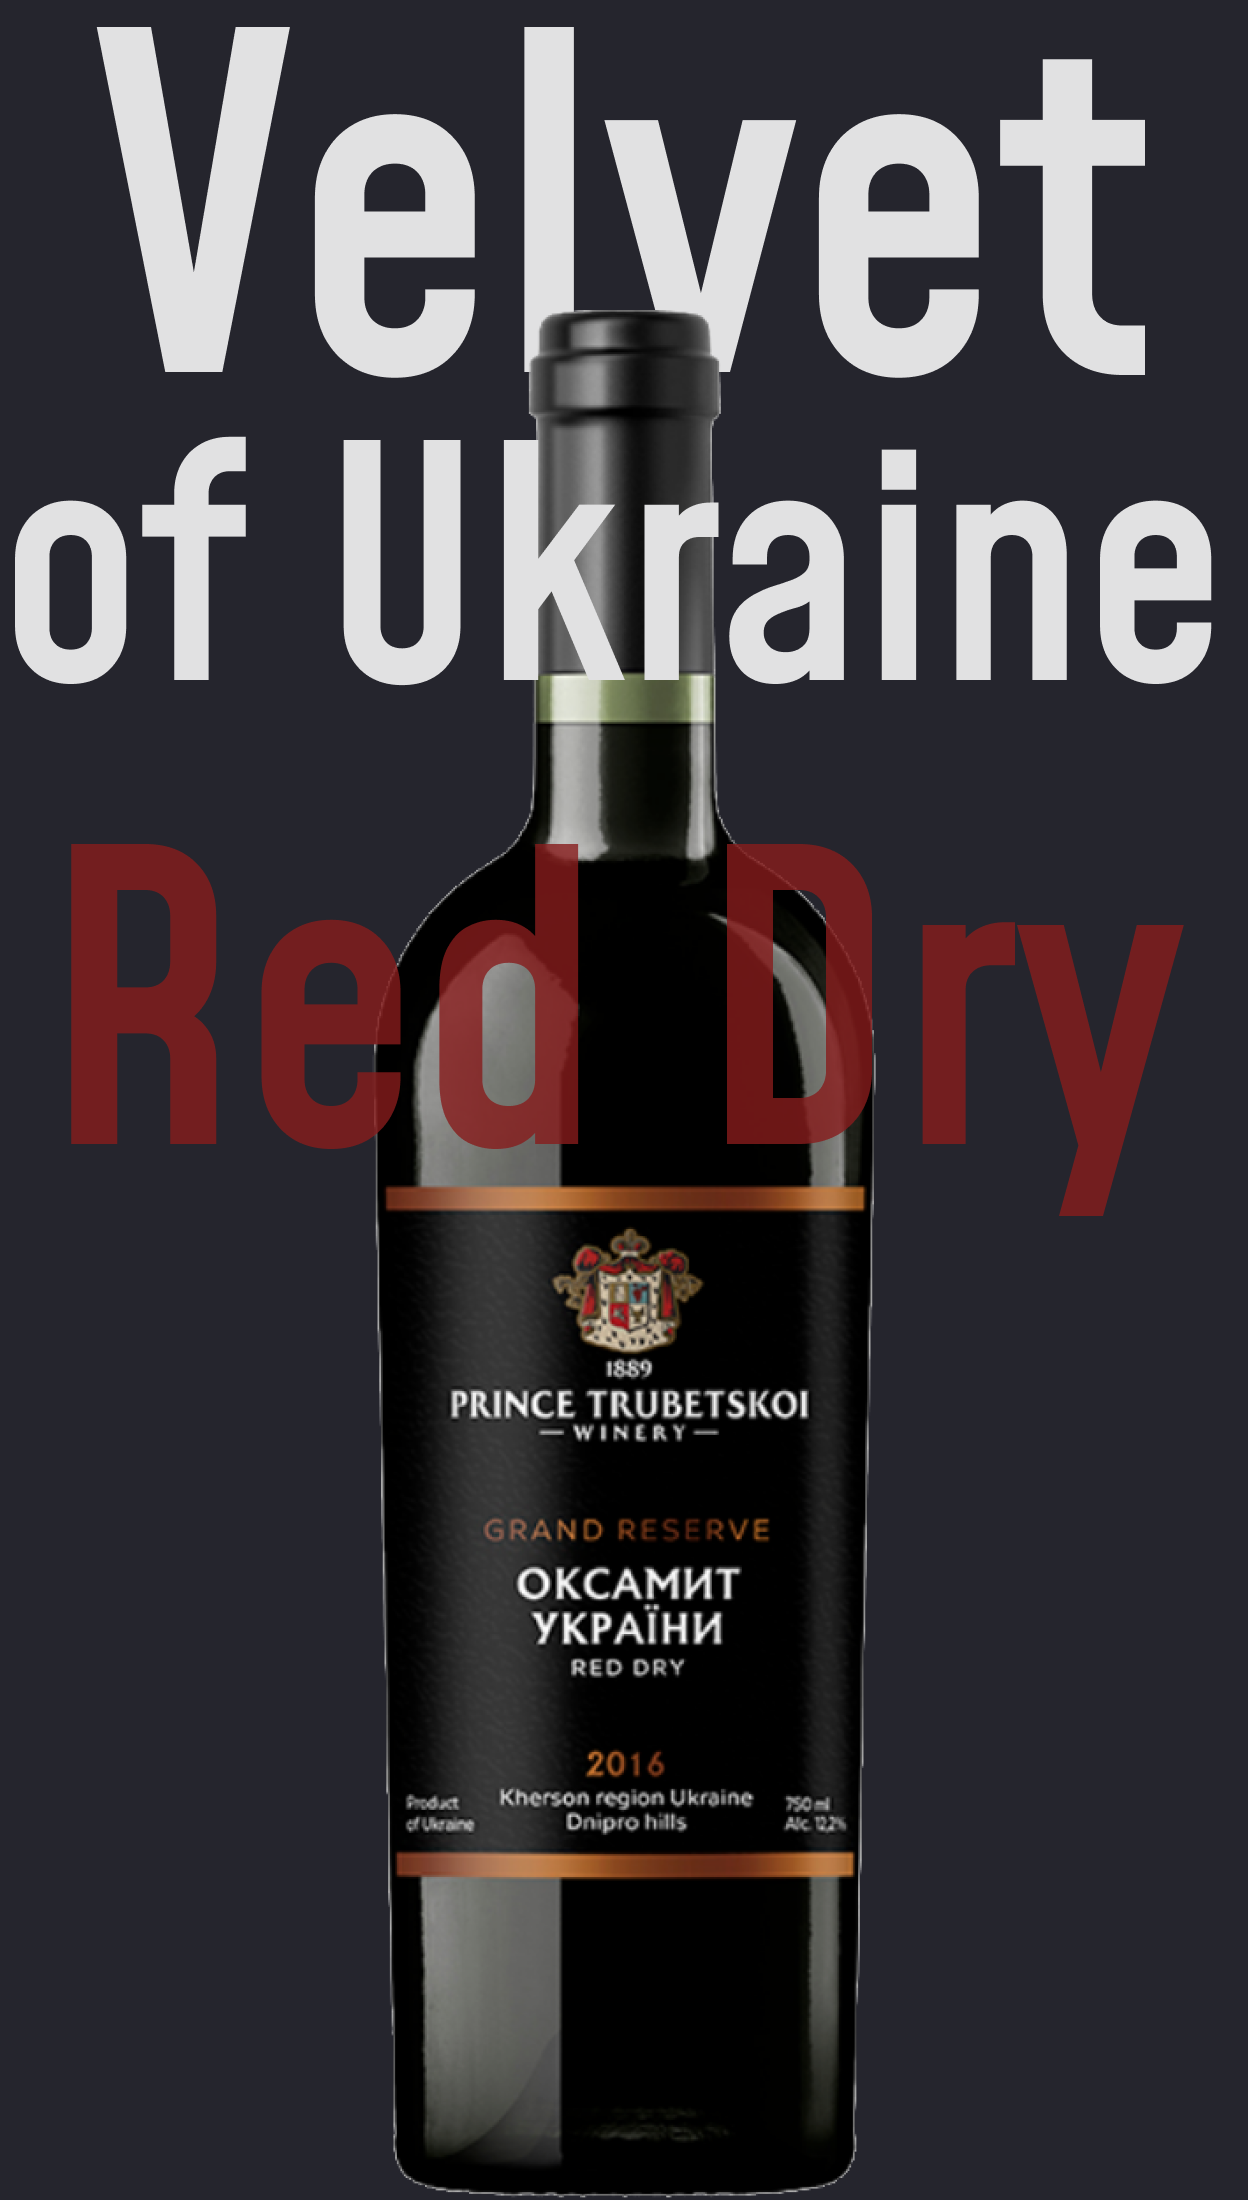 Velvet
of Ukraine
Red Dry
1889
PRINCE TRUBETSKOI
— WINERY —
GRAND RESERVE
ОКСАМИТ
УКРАЇНИ
RED DRY
2016
Kherson region Ukraine
Dnipro hills
Product
of Ukraine
750 ml
Alc. 12,2%